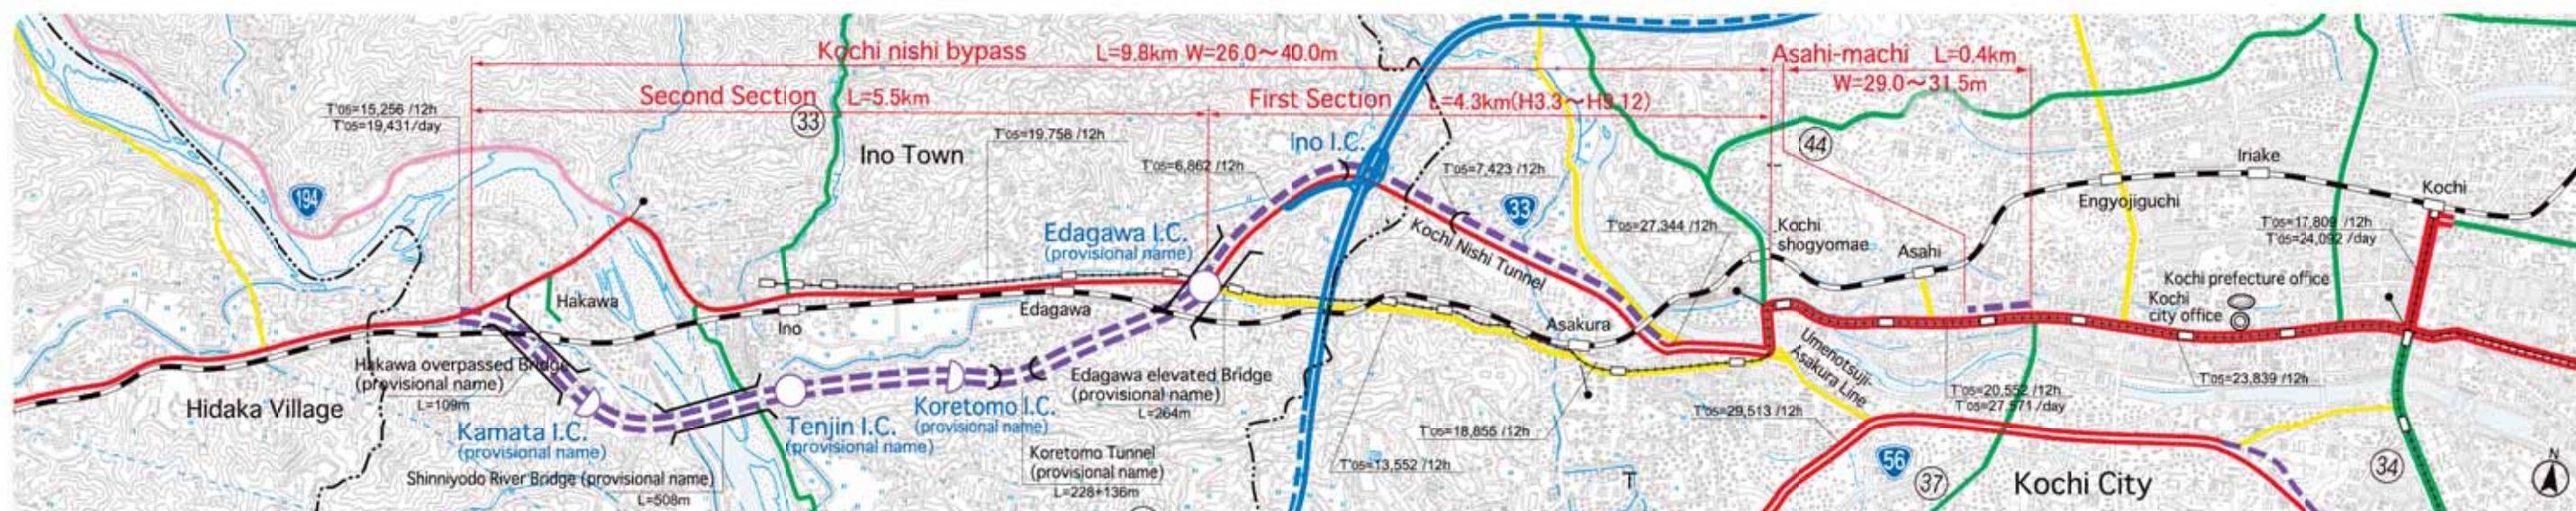 Kochi nishi bypass L=9.8km W=26.0～40.0m
Asahi-machi L=0.4km
W=29.0～31.5m
Second Section L=5.5km
First Section L=4.3km(H3.3～H9.12)
T'05=15,256 /12h
T'05=19,431/day
33
T'05=19,758 /12h
Ino Town
Ino I.C.
T'05=6,862 /12h
T'05=7,423 /12h
44
Iriake
194
33
Engyojiguchi
Kochi
Edagawa I.C.
(provisional name)
T'05=27,344 /12h
Kochi
shogyomae
Asahi
T'05=17,809 /12h
T'05=24,092 /day
Kochi Nishi Tunnel
Kochi prefecture office
Kochi
city office
Hakawa
Ino
Edagawa
Asakura
Umenotsuji-
Asakura Line
Hakawa overpassed Bridge
(provisional name)
L=109m
Hidaka Village
Edagawa elevated Bridge
(provisional name)
L=264m
T'05=20,552 /12h
T'05=27,571 /day
T'05=23,839 /12h
Kamata I.C.
(provisional name)
Tenjin I.C.
(provisional name)
Koretomo I.C.
(provisional name)
T'05=29,513 /12h
T'05=18,855 /12h
Koretomo Tunnel
(provisional name)
L=228+136m
T'05=13,552 /12h
Shinniyodo River Bridge (provisional name)
L=508m
T
56
37
Kochi City
34
N